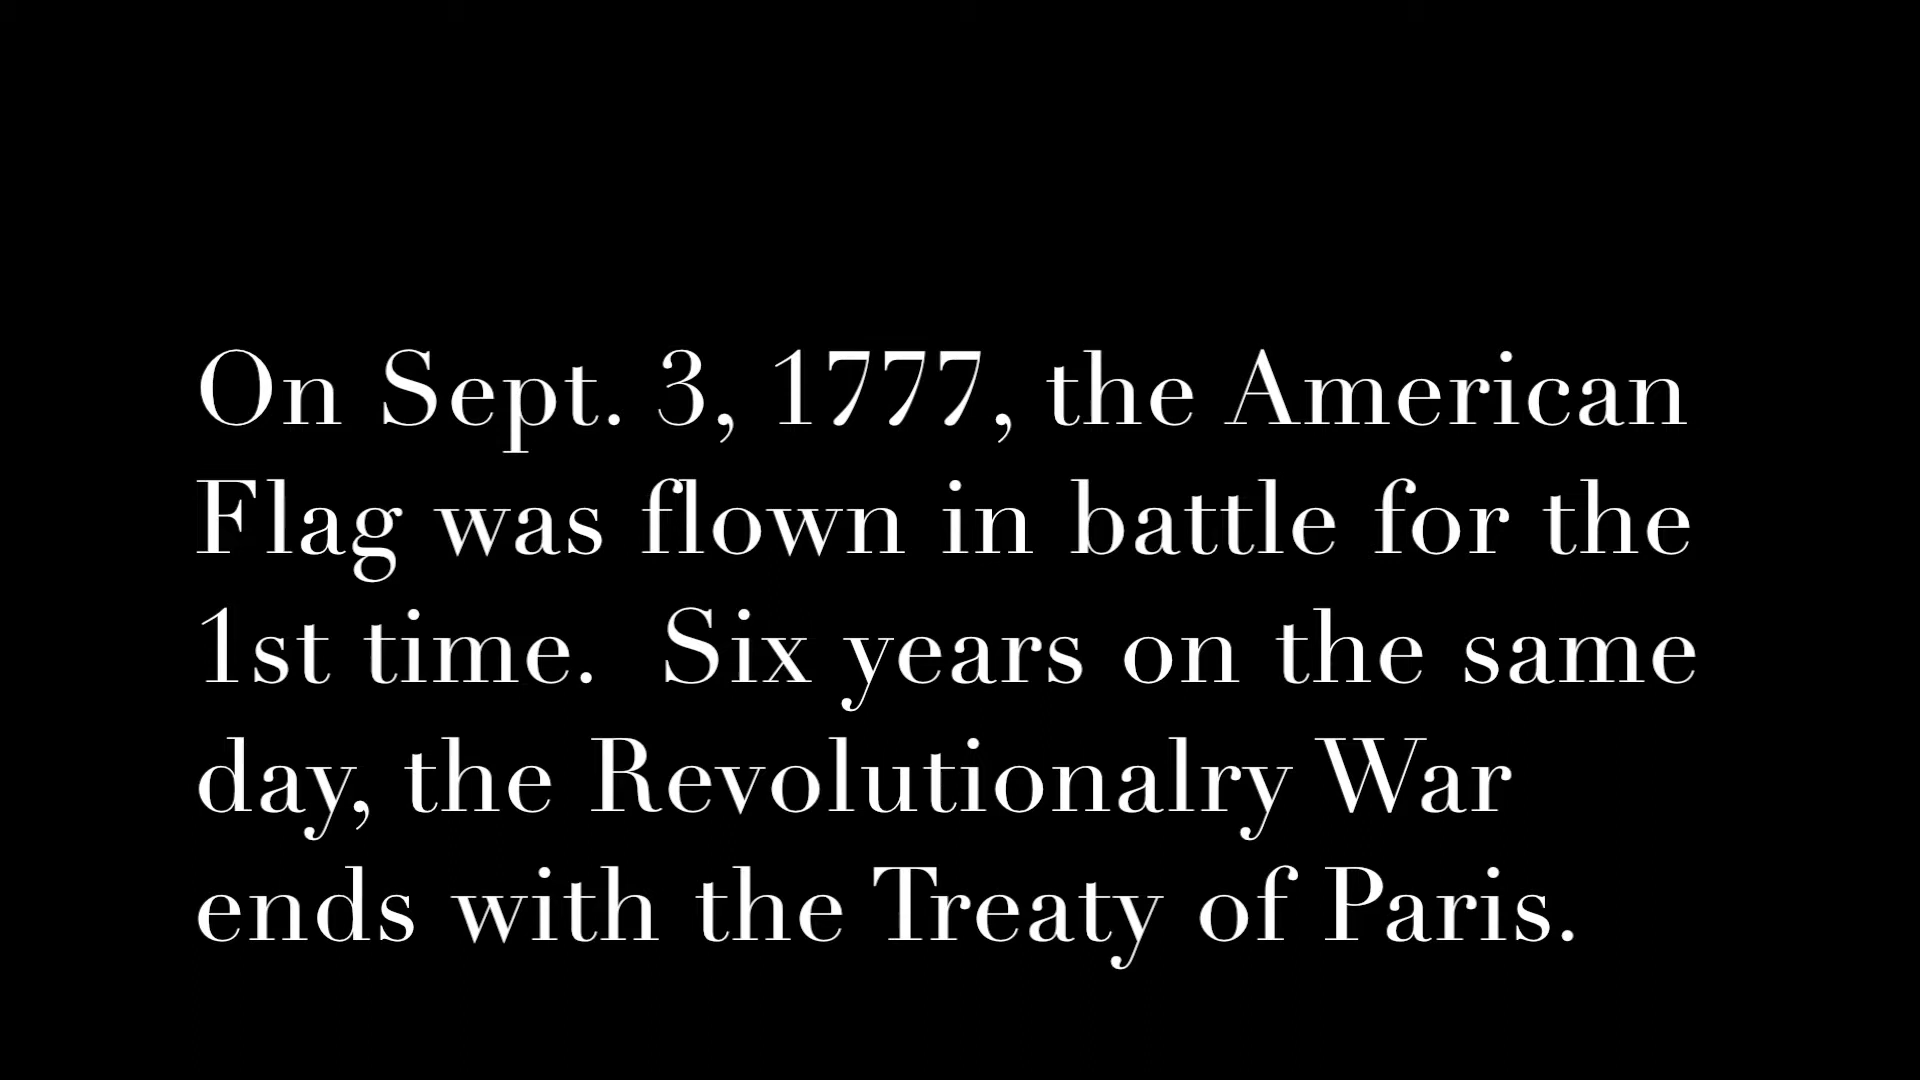 On Sept. 3, 1777, the American
Flag was flown in battle for the
1st time.  Six years on the same
day, the Revolutionalry War
ends with the Treaty of Paris.